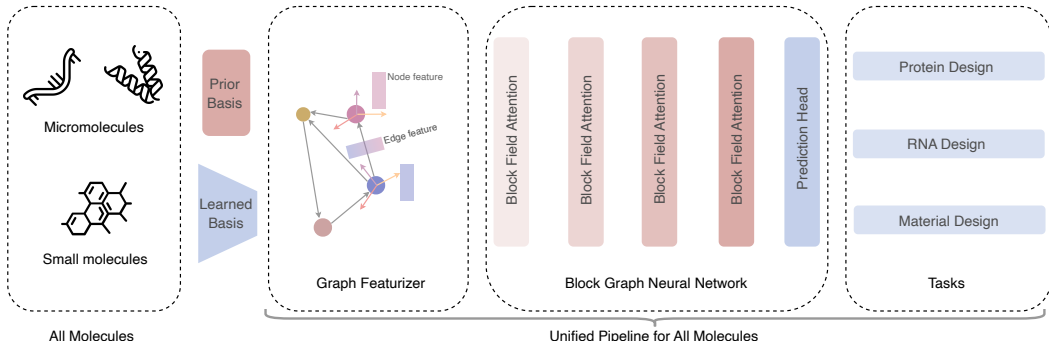 Micromolecules
Small molecules
All Molecules
Prior
Basis
Learned
Basis
Node feature
Edge feature
Graph Featurizer
Block Field Attention
Block Field Attention
Block Field Attention
Block Field Attention
Prediction Head
Block Graph Neural Network
Protein Design
RNA Design
Material Design
Tasks
Unified Pipeline for All Molecules